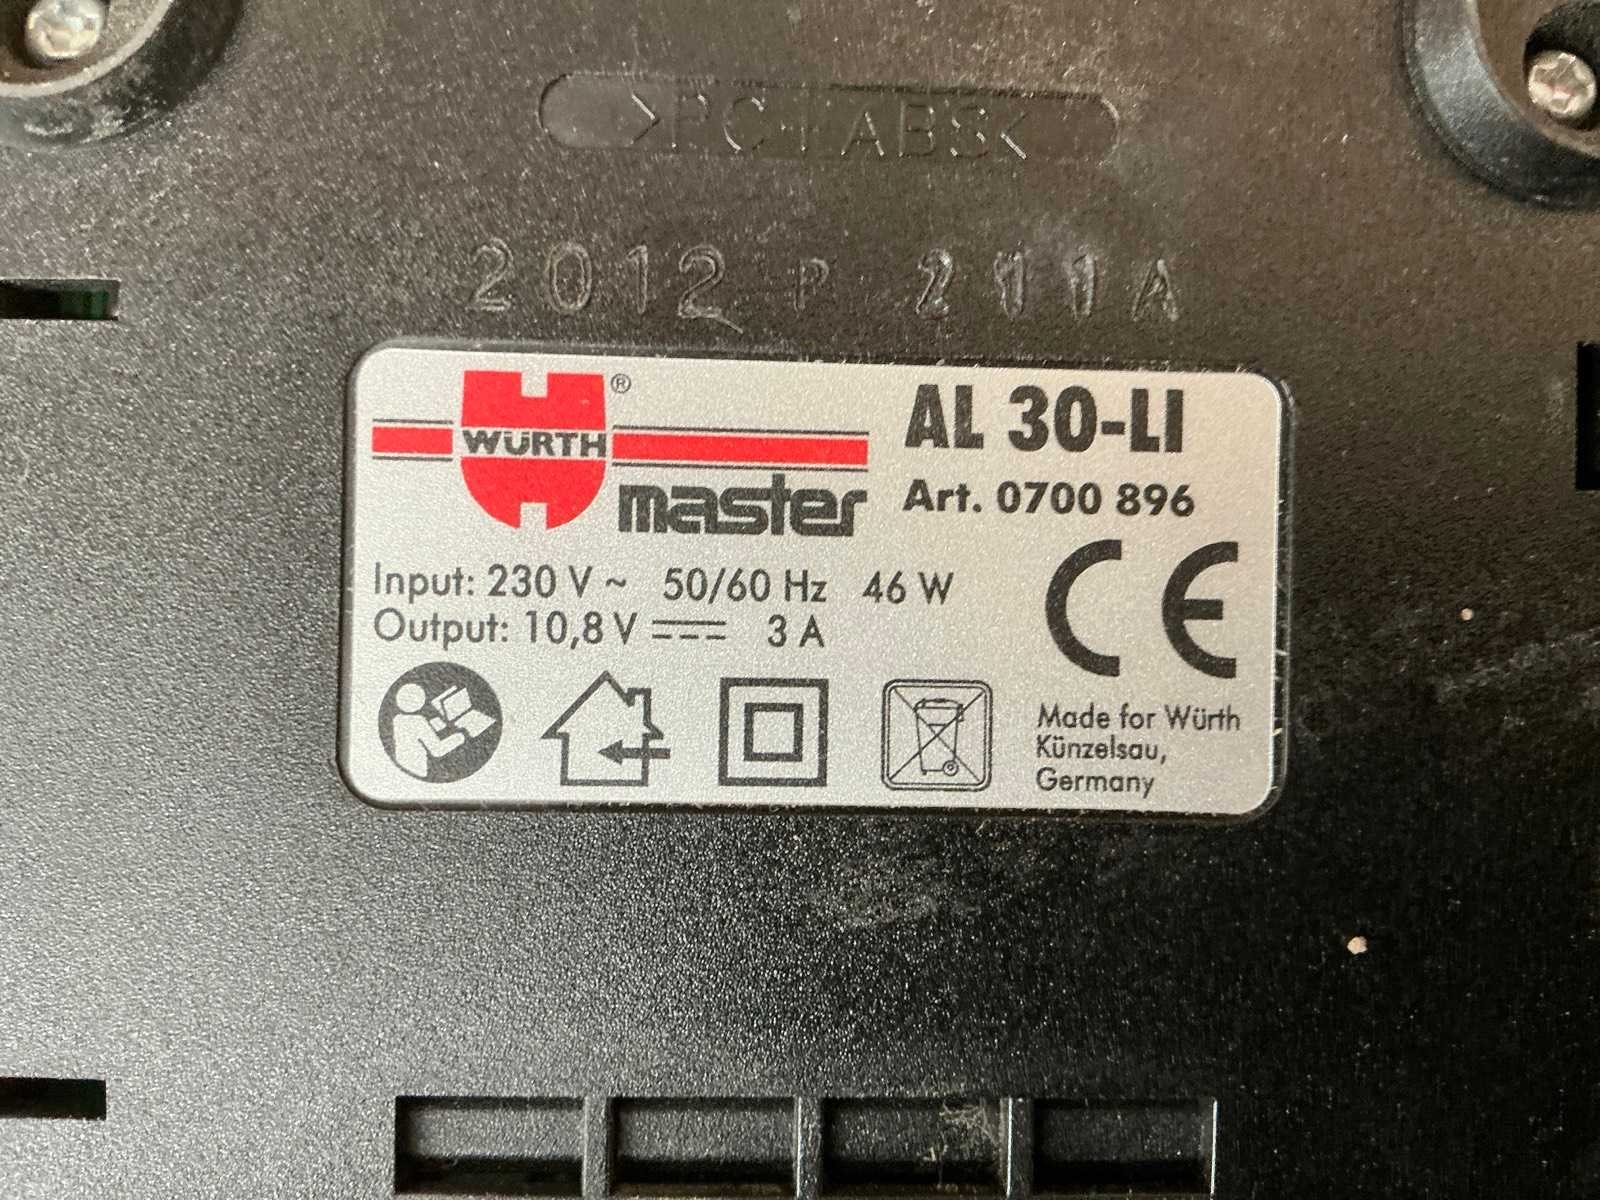 >PC+ABS<
2012 P 211A
WÜRTH®
master
AL 30-LI
Art. 0700 896
Input: 230 V ~ 50/60 Hz 46 W
Output: 10,8 V ⎓ 3 A
CE
Made for Würth
Künzelsau,
Germany